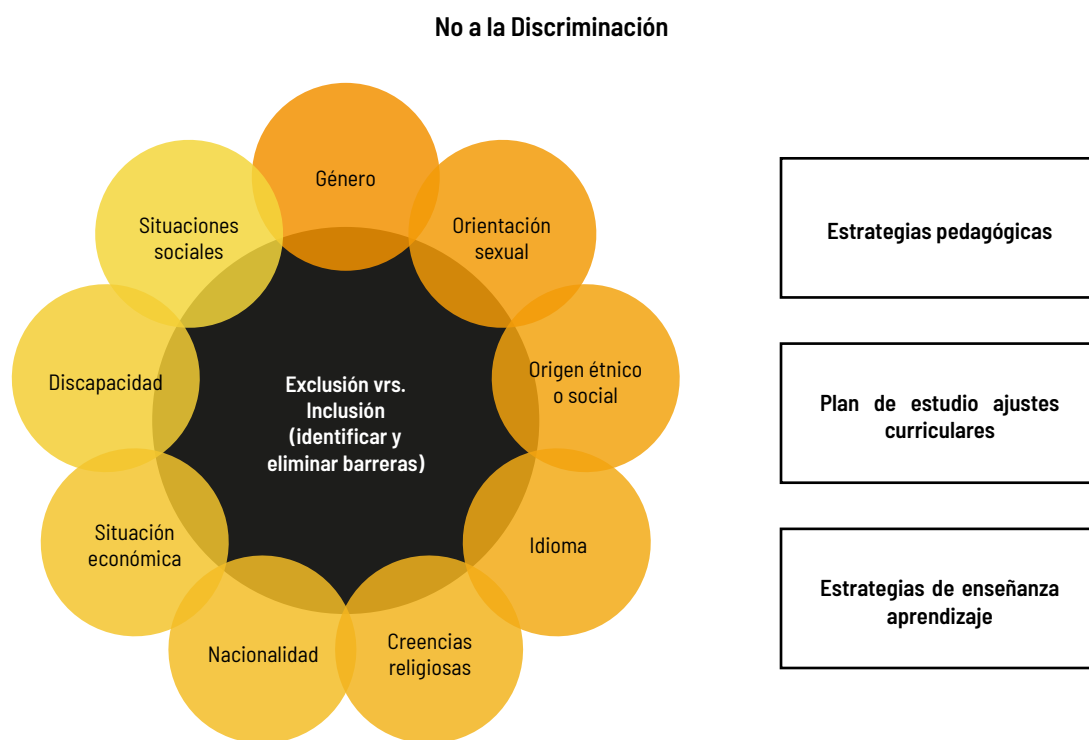 No a la Discriminación
Género
Orientación
sexual
Origen étnico
o social
Idioma
Creencias
religiosas
Nacionalidad
Situación
económica
Discapacidad
Situaciones
sociales
Exclusión vrs.
Inclusión
(identificar y
eliminar barreras)
Estrategias pedagógicas
Plan de estudio ajustes
curriculares
Estrategias de enseñanza
aprendizaje